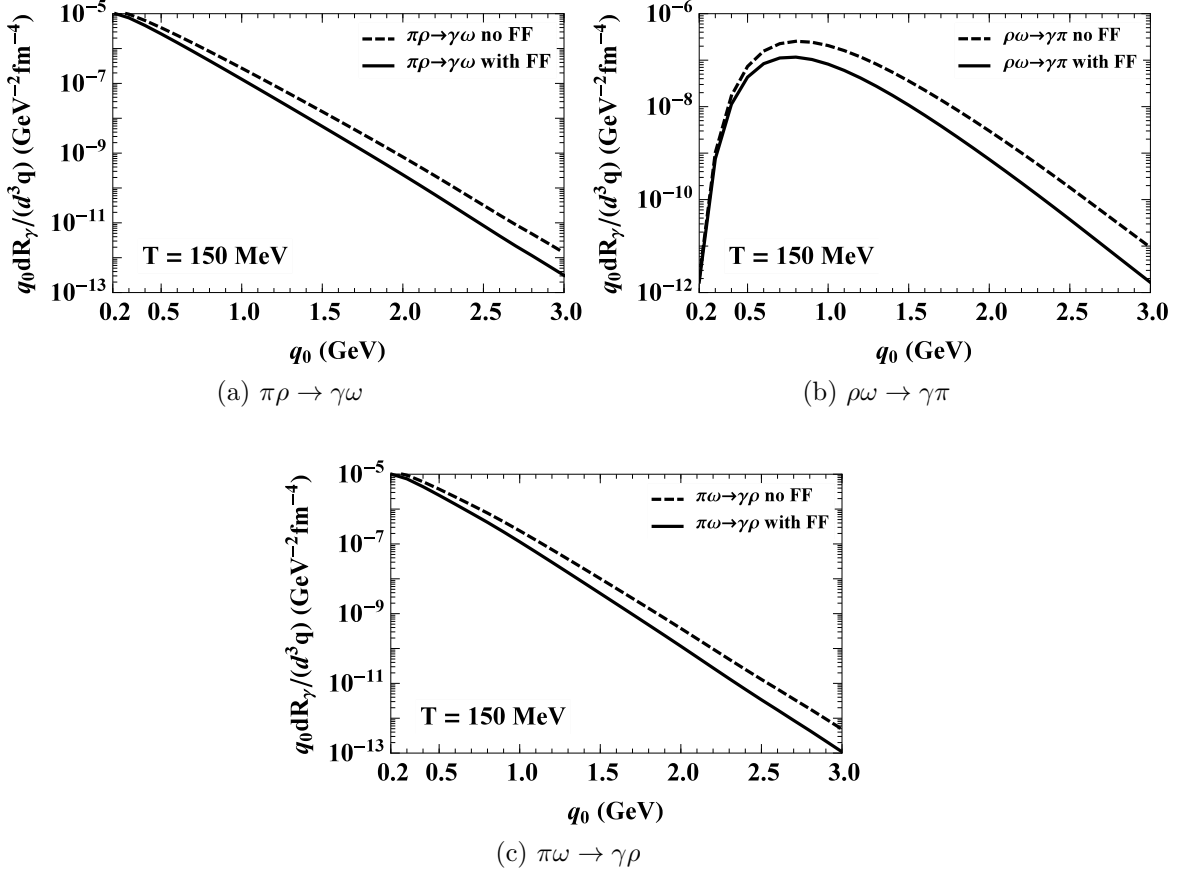 10⁻⁵
10⁻⁷
10⁻⁹
10⁻¹¹
10⁻¹³
q₀dR_γ/(d³q) (GeV⁻²fm⁻⁴)
πρ→γω no FF
πρ→γω with FF
T = 150 MeV
0.2 0.5 1.0 1.5 2.0 2.5 3.0
q₀ (GeV)
(a) πρ → γω
10⁻⁶
10⁻⁸
10⁻¹⁰
10⁻¹²
q₀dR_γ/(d³q) (GeV⁻²fm⁻⁴)
ρω→γπ no FF
ρω→γπ with FF
T = 150 MeV
0.2 0.5 1.0 1.5 2.0 2.5 3.0
q₀ (GeV)
(b) ρω → γπ
10⁻⁵
10⁻⁷
10⁻⁹
10⁻¹¹
10⁻¹³
q₀dR_γ/(d³q) (GeV⁻²fm⁻⁴)
πω→γρ no FF
πω→γρ with FF
T = 150 MeV
0.2 0.5 1.0 1.5 2.0 2.5 3.0
q₀ (GeV)
(c) πω → γρ